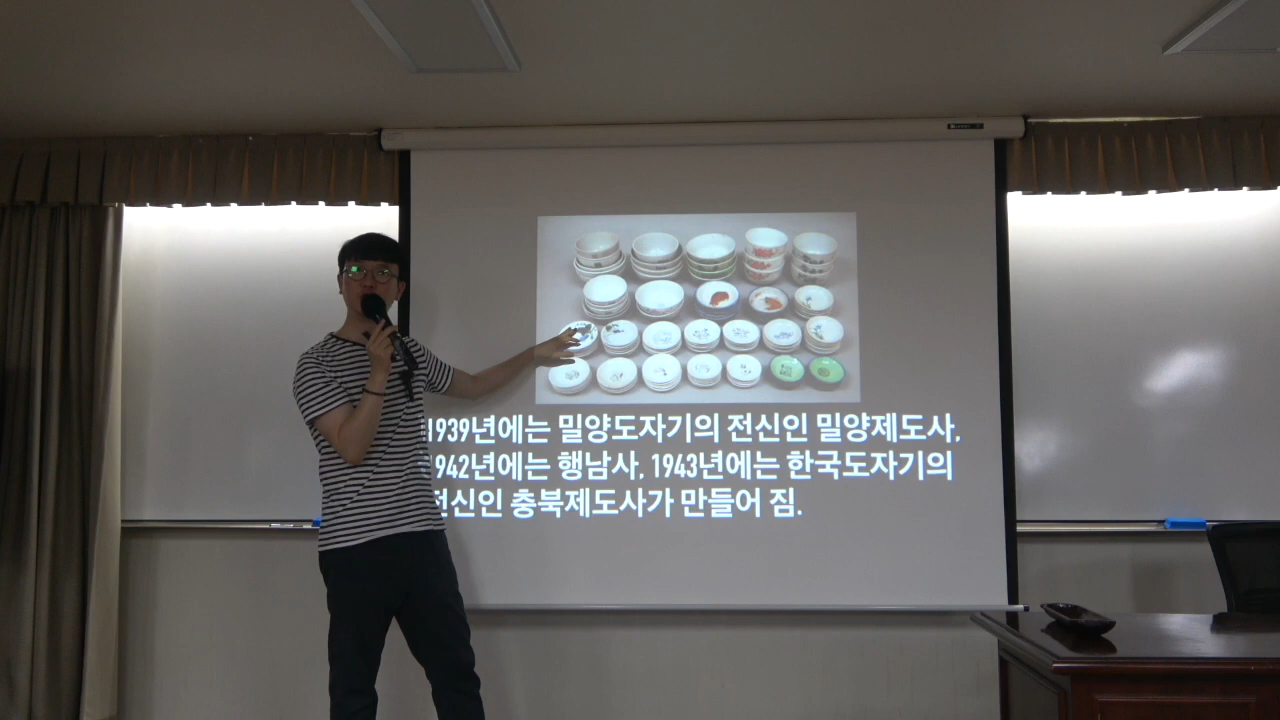 1939년에는 밀양도자기의 전신인 밀양제도사,
1942년에는 행남사, 1943년에는 한국도자기의
전신인 충북제도사가 만들어 짐.